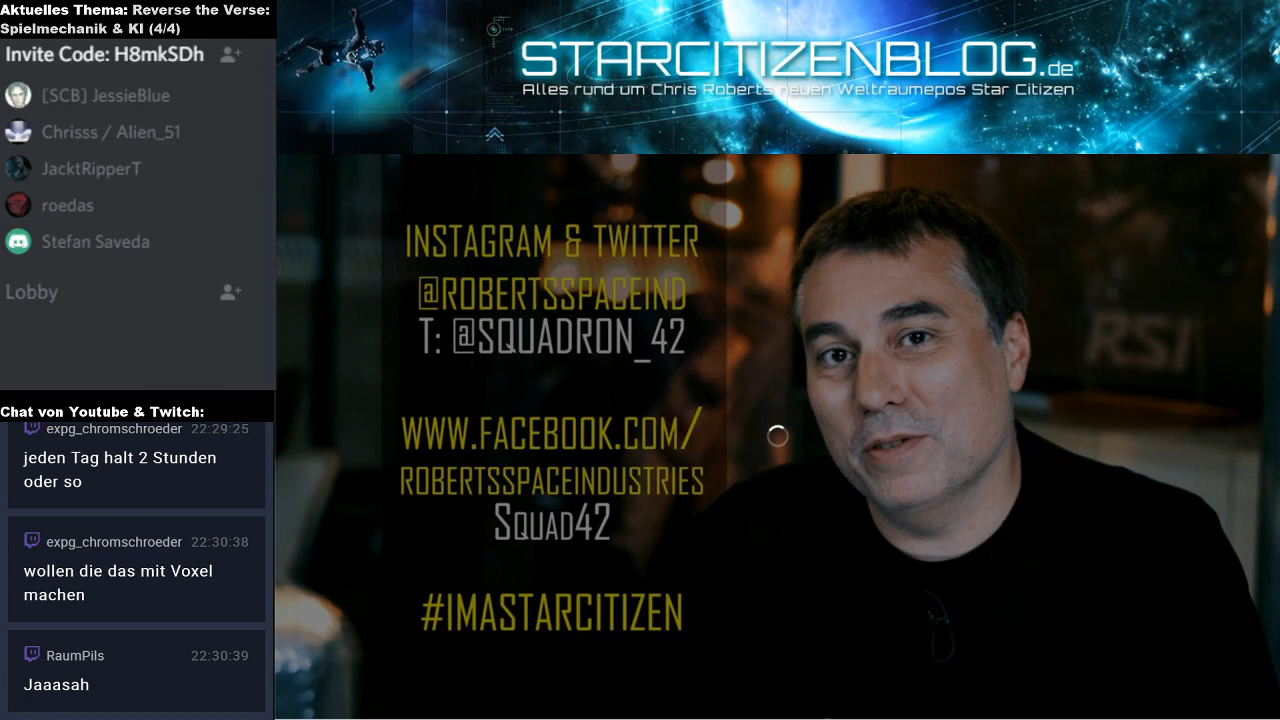 Aktuelles Thema: Reverse the Verse:
Spielmechanik & KI (4/4)
Invite Code: H8mkSDh
[SCB] JessieBlue
Chrisss / Alien_51
JacktRipperT
roedas
Stefan Saveda
Lobby
Chat von Youtube & Twitch:
expg_chromschroeder 22:29:25
jeden Tag halt 2 Stunden
oder so
expg_chromschroeder 22:30:38
wollen die das mit Voxel
machen
RaumPils 22:30:39
Jaaasah
STARCITIZENBLOG.de
Alles rund um Chris Roberts neuen Weltraumepos Star Citizen
INSTAGRAM & TWITTER
@ROBERTSSPACEIND
T: @SQUADRON_42
WWW.FACEBOOK.COM/
ROBERTSSPACEINDUSTRIES
SQUAD42
#IMASTARCITIZEN
RSI